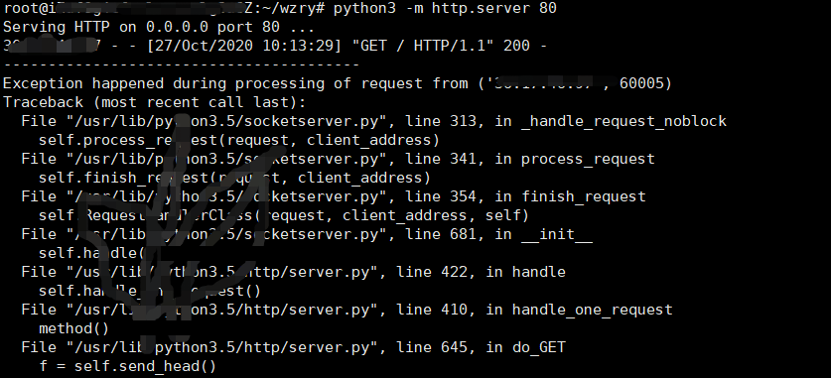 root@i Z:~/wzry# python3 -m http.server 80
Serving HTTP on 0.0.0.0 port 80 ...
- - [27/Oct/2020 10:13:29] "GET / HTTP/1.1" 200 -
----------------------------------------
Exception happened during processing of request from (' ', 60005)
Traceback (most recent call last):
File "/usr/lib/python3.5/socketserver.py", line 313, in _handle_request_noblock
self.process_request(request, client_address)
File "/usr/lib/python3.5/socketserver.py", line 341, in process_request
self.finish_request(request, client_address)
File "/usr/lib/python3.5/socketserver.py", line 354, in finish_request
self.RequestHandlerClass(request, client_address, self)
File "/usr/lib/python3.5/socketserver.py", line 681, in __init__
self.handle(
File "/usr/lib/python3.5/http/server.py", line 422, in handle
self.handle_one_request()
File "/usr/lib/python3.5/http/server.py", line 410, in handle_one_request
method()
File "/usr/lib/python3.5/http/server.py", line 645, in do_GET
f = self.send_head()